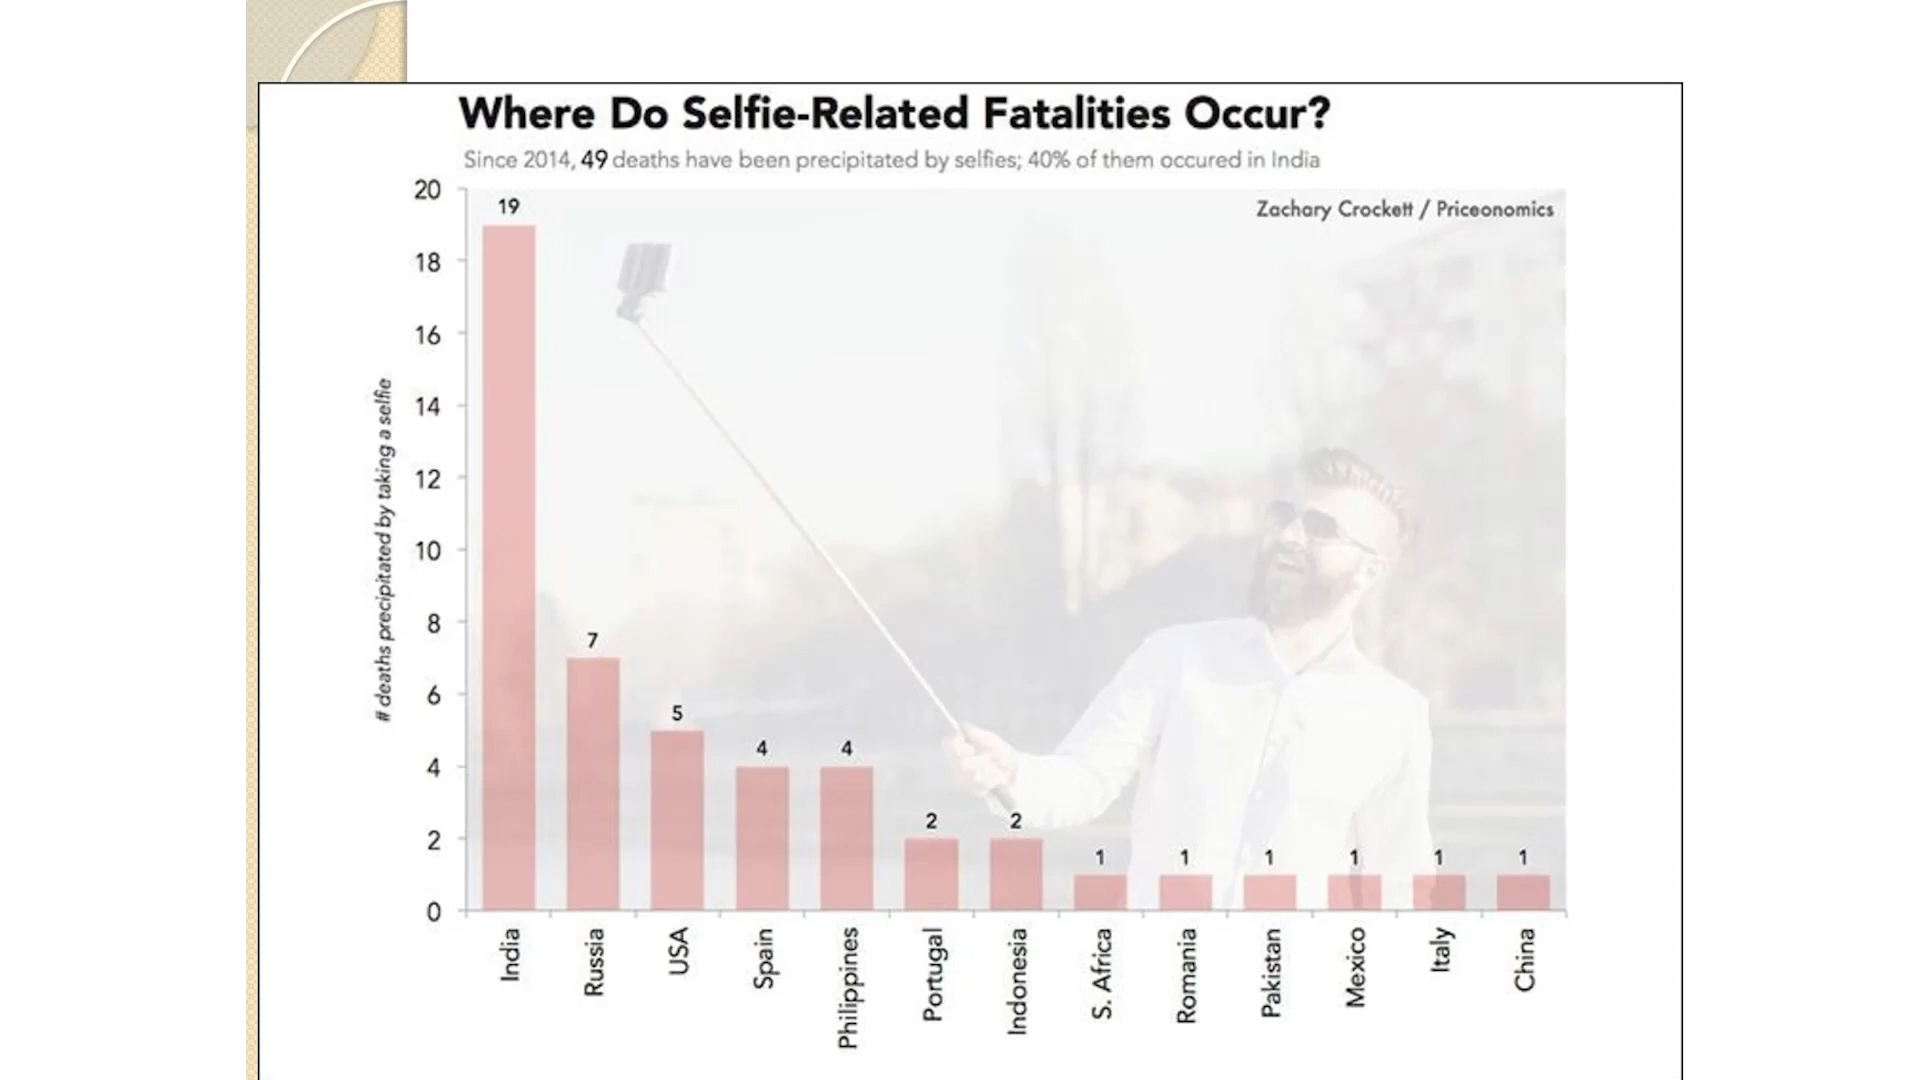 Where Do Selfie-Related Fatalities Occur?
Since 2014, 49 deaths have been precipitated by selfies; 40% of them occured in India
Zachary Crockett / Priceonomics
# deaths precipitated by taking a selfie
20
18
16
14
12
10
8
6
4
2
0
19
7
5
4
4
2
2
1
1
1
1
1
1
India
Russia
USA
Spain
Philippines
Portugal
Indonesia
S. Africa
Romania
Pakistan
Mexico
Italy
China